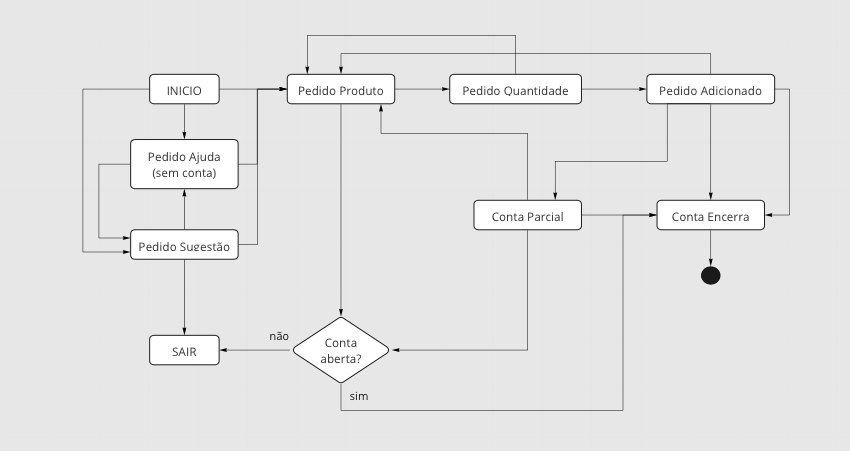 INICIO
Pedido Produto
Pedido Quantidade
Pedido Adicionado
Pedido Ajuda
(sem conta)
Conta Parcial
Conta Encerra
Pedido Sugestão
não
Conta
aberta?
SAIR
sim